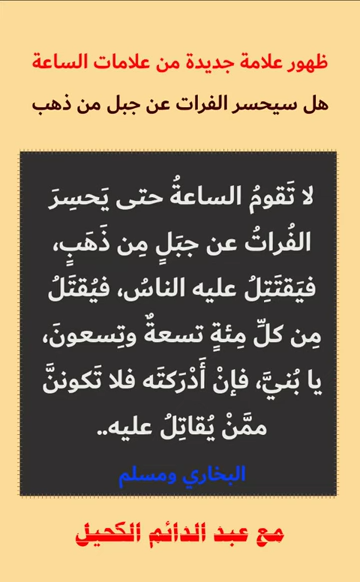 ظهور علامة جديدة من علامات الساعة
هل سيحسر الفرات عن جبل من ذهب
لا تَقومُ الساعةُ حتى يَحسِرَ
الفُراتُ عن جبَلٍ مِن ذَهَبٍ،
فيَقتَتِلُ عليه الناسُ، فيُقتَلُ
مِن كلِّ مِئةٍ تسعةٌ وتِسعونَ،
يا بُنيَّ، فإنْ أَدْرَكتَه فلا تَكوننَّ
ممَّنْ يُقاتِلُ عليه..
البخاري ومسلم
مع عبد الدائم الكحيل